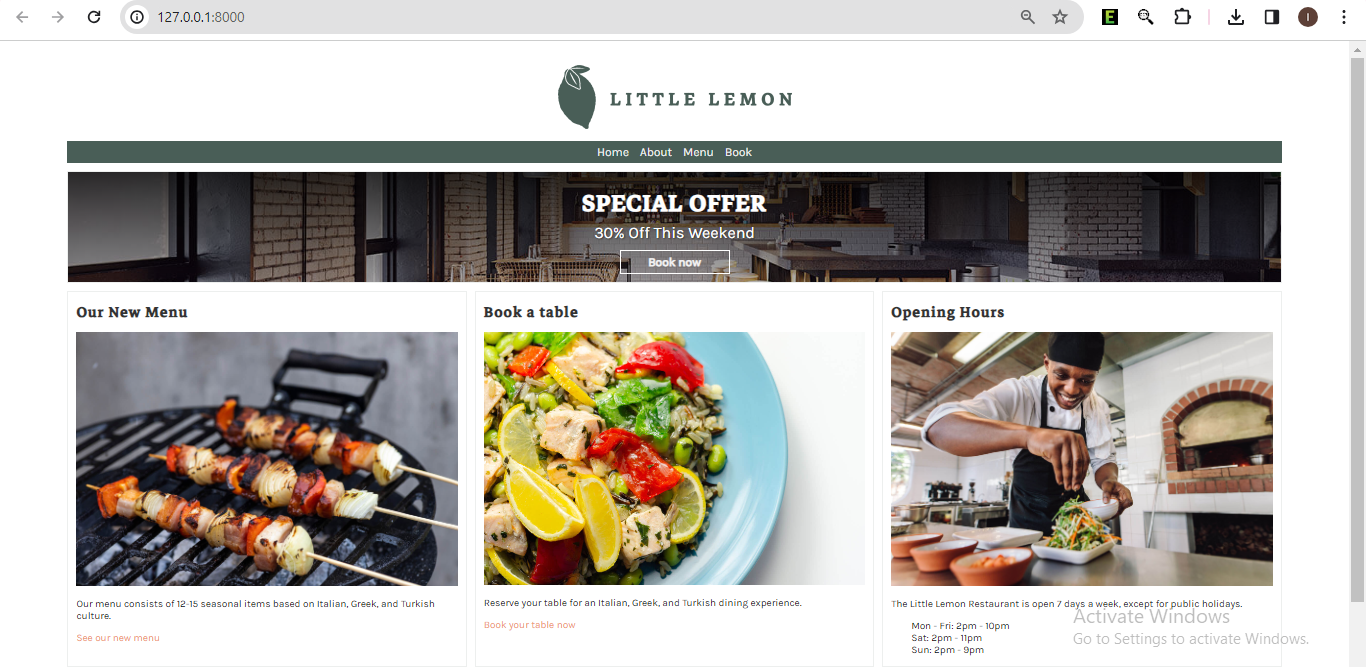 127.0.0.1:8000
E
I
LITTLE LEMON
Home About Menu Book
SPECIAL OFFER
30% Off This Weekend
Book now
Our New Menu
Our menu consists of 12-15 seasonal items based on Italian, Greek, and Turkish
culture.
See our new menu
Book a table
Reserve your table for an Italian, Greek, and Turkish dining experience.
Book your table now
Opening Hours
The Little Lemon Restaurant is open 7 days a week, except for public holidays.
Mon - Fri: 2pm - 10pm
Sat: 2pm - 11pm
Sun: 2pm - 9pm
Activate Windows
Go to Settings to activate Windows.